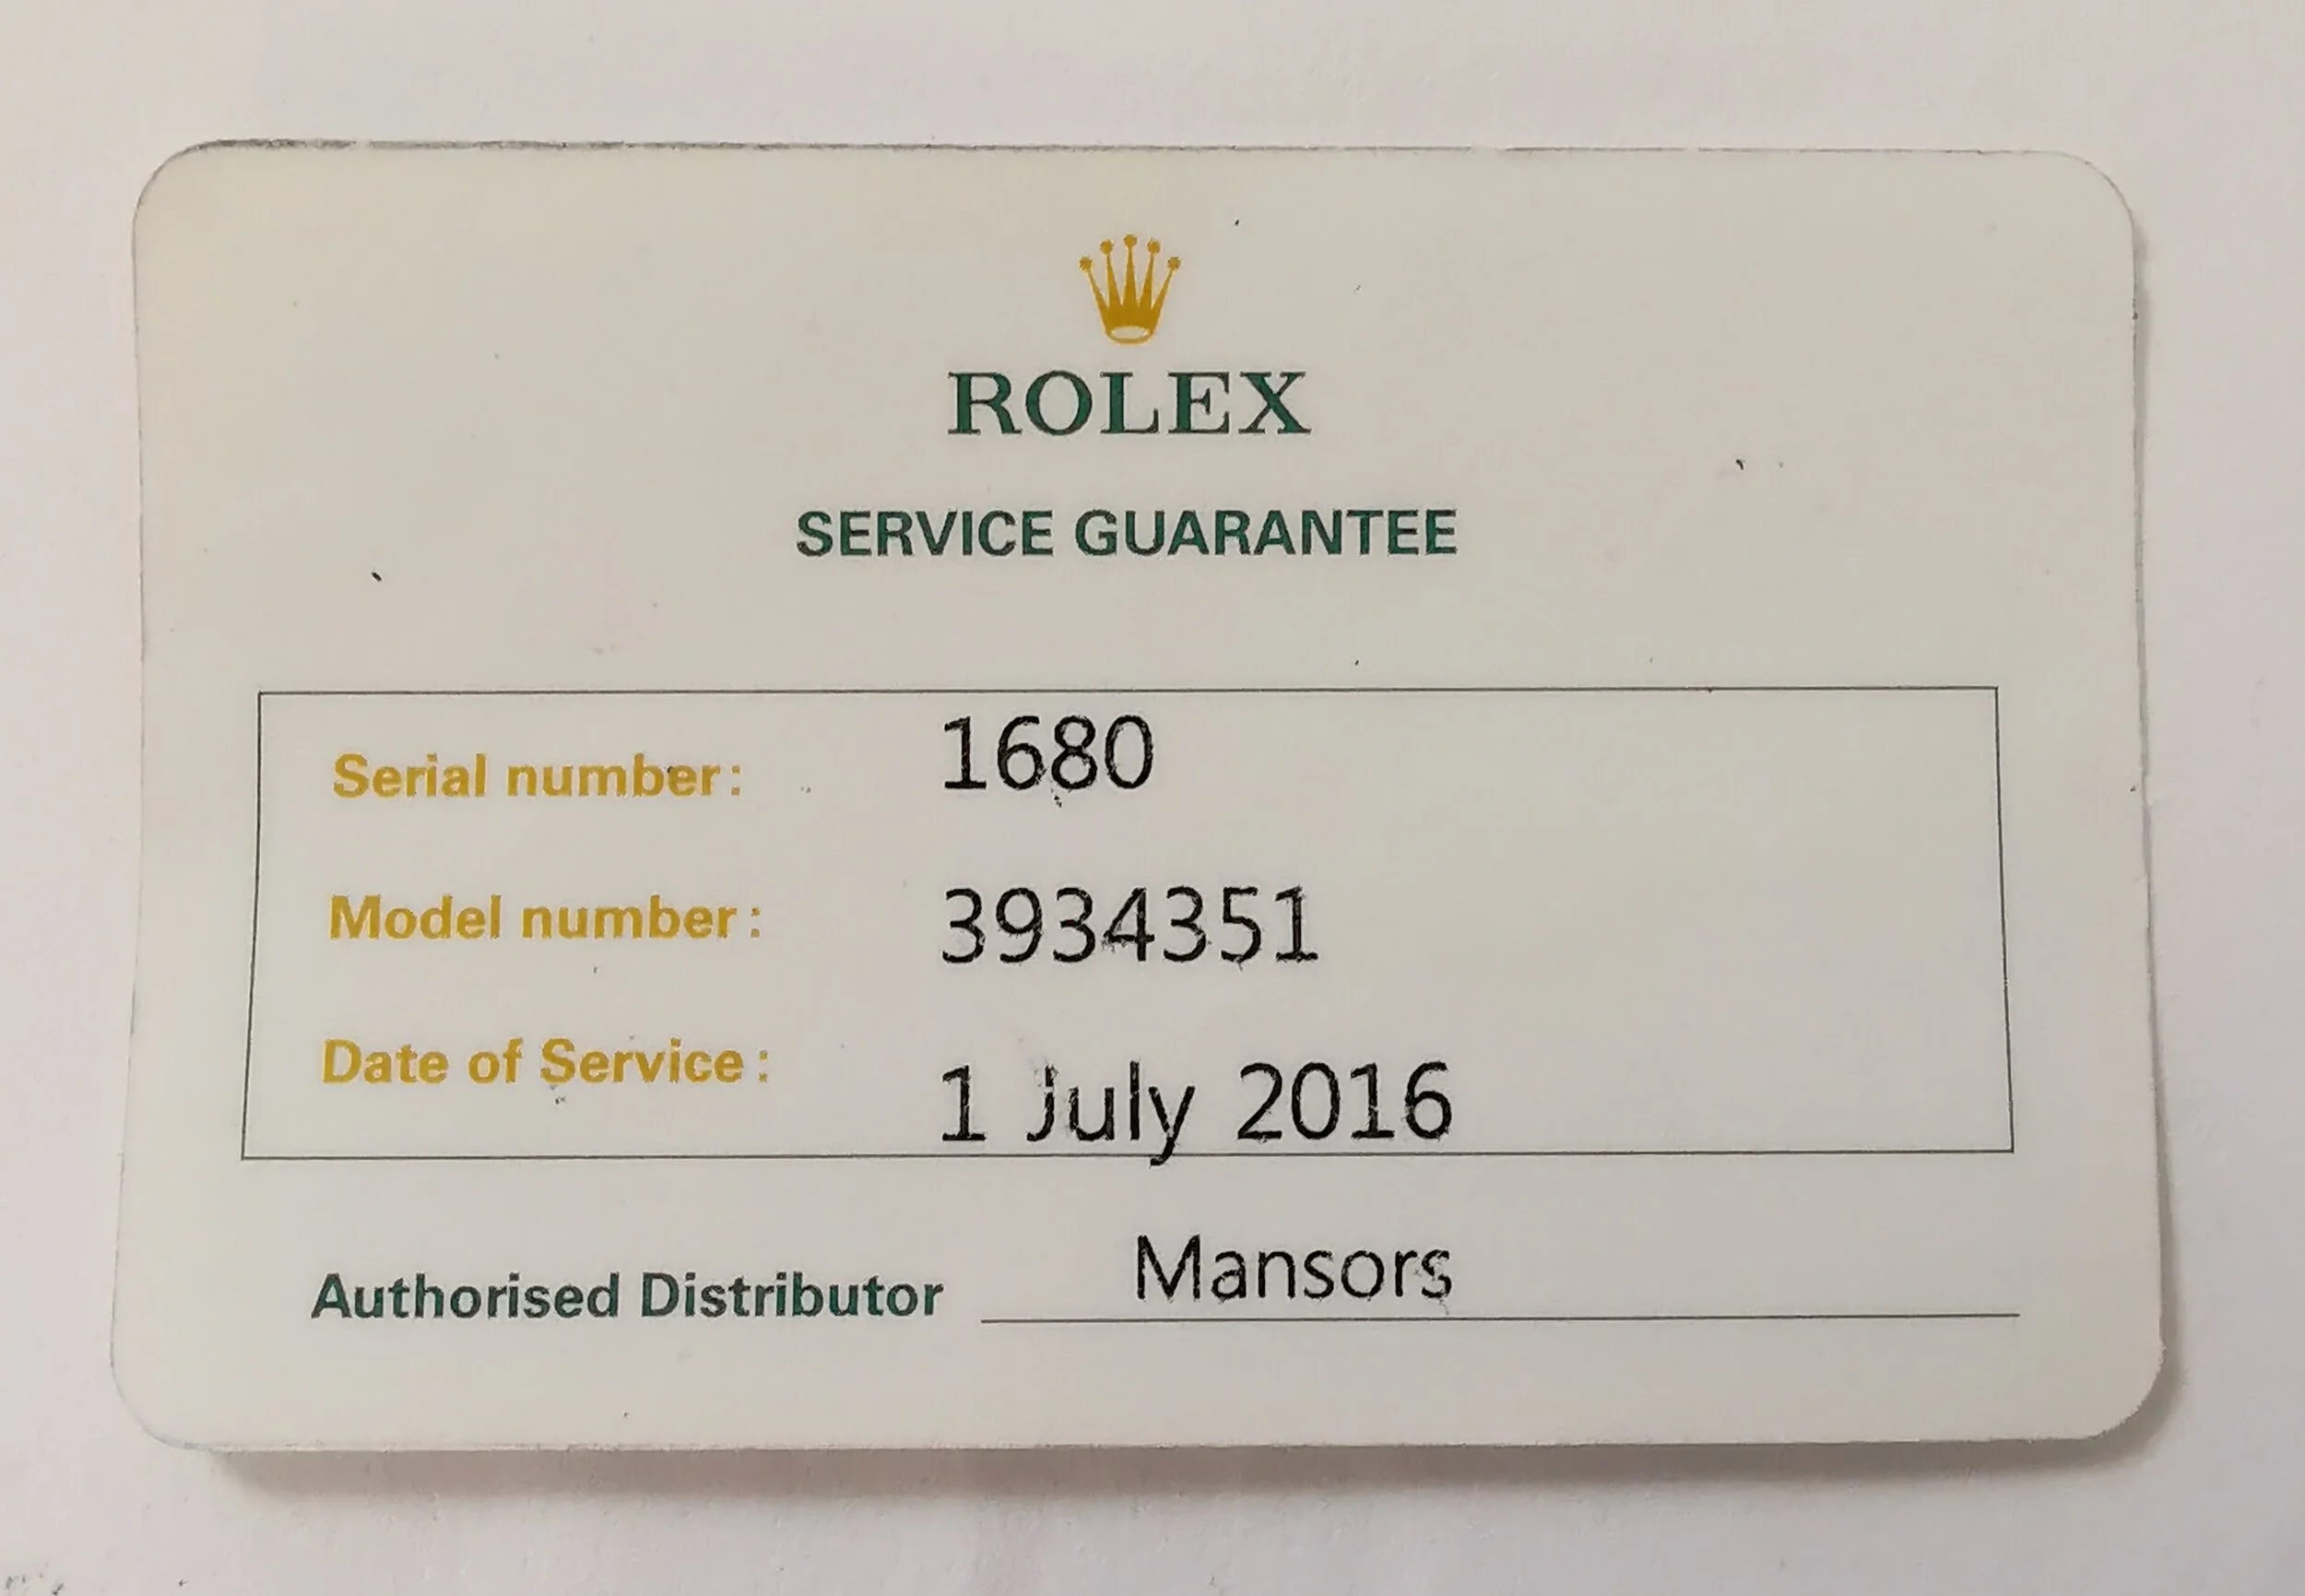 ROLEX
SERVICE GUARANTEE
Serial number: 1680
Model number: 3934351
Date of Service: 1 July 2016
Authorised Distributor Mansors